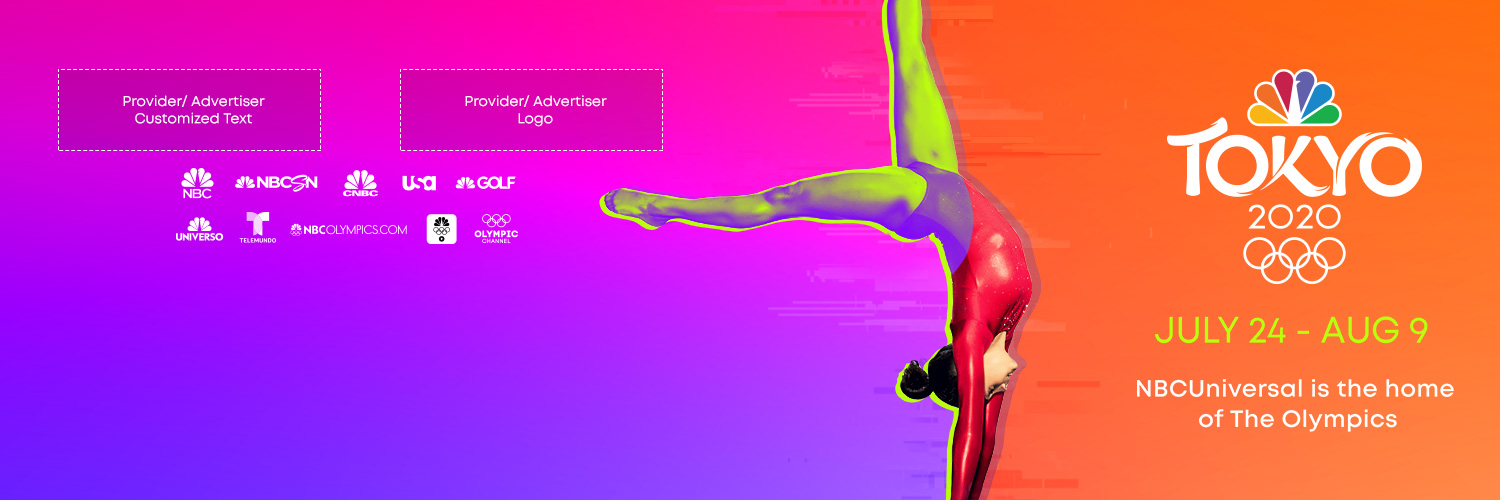 Provider/ Advertiser
Customized Text
Provider/ Advertiser
Logo
NBC
NBCSN
CNBC
USA
GOLF
UNIVERSO
TELEMUNDO
NBCOLYMPICS.COM
OLYMPIC
CHANNEL
TOKYO
2020
JULY 24 - AUG 9
NBCUniversal is the home
of The Olympics